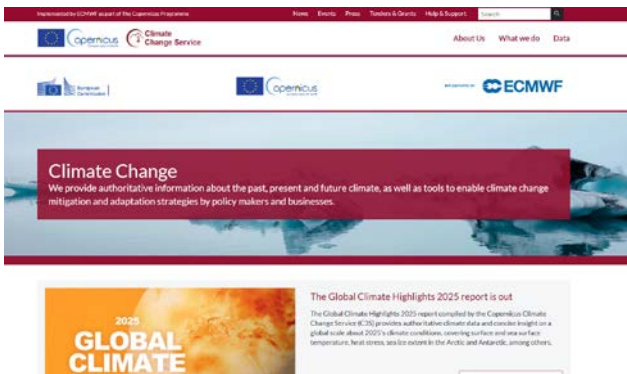 Implemented by ECMWF as part of The Copernicus Programme
News Events Press Tenders & Grants Help & Support Search
opernicus Climate Change Service
About Us What we do Data
European Commission
opernicus
ECMWF
Climate Change
We provide authoritative information about the past, present and future climate, as well as tools to enable climate change
mitigation and adaptation strategies by policy makers and businesses.
The Global Climate Highlights 2025 report is out
The Global Climate Highlights 2025 report compiled by the Copernicus Climate
Change Service (C3S) provides authoritative climate data and concise insight on a
global scale about 2025's climate conditions, covering surface and sea surface
temperature, heat stress, sea ice extent in the Arctic and Antarctic, among others.
2025
GLOBAL
CLIMATE